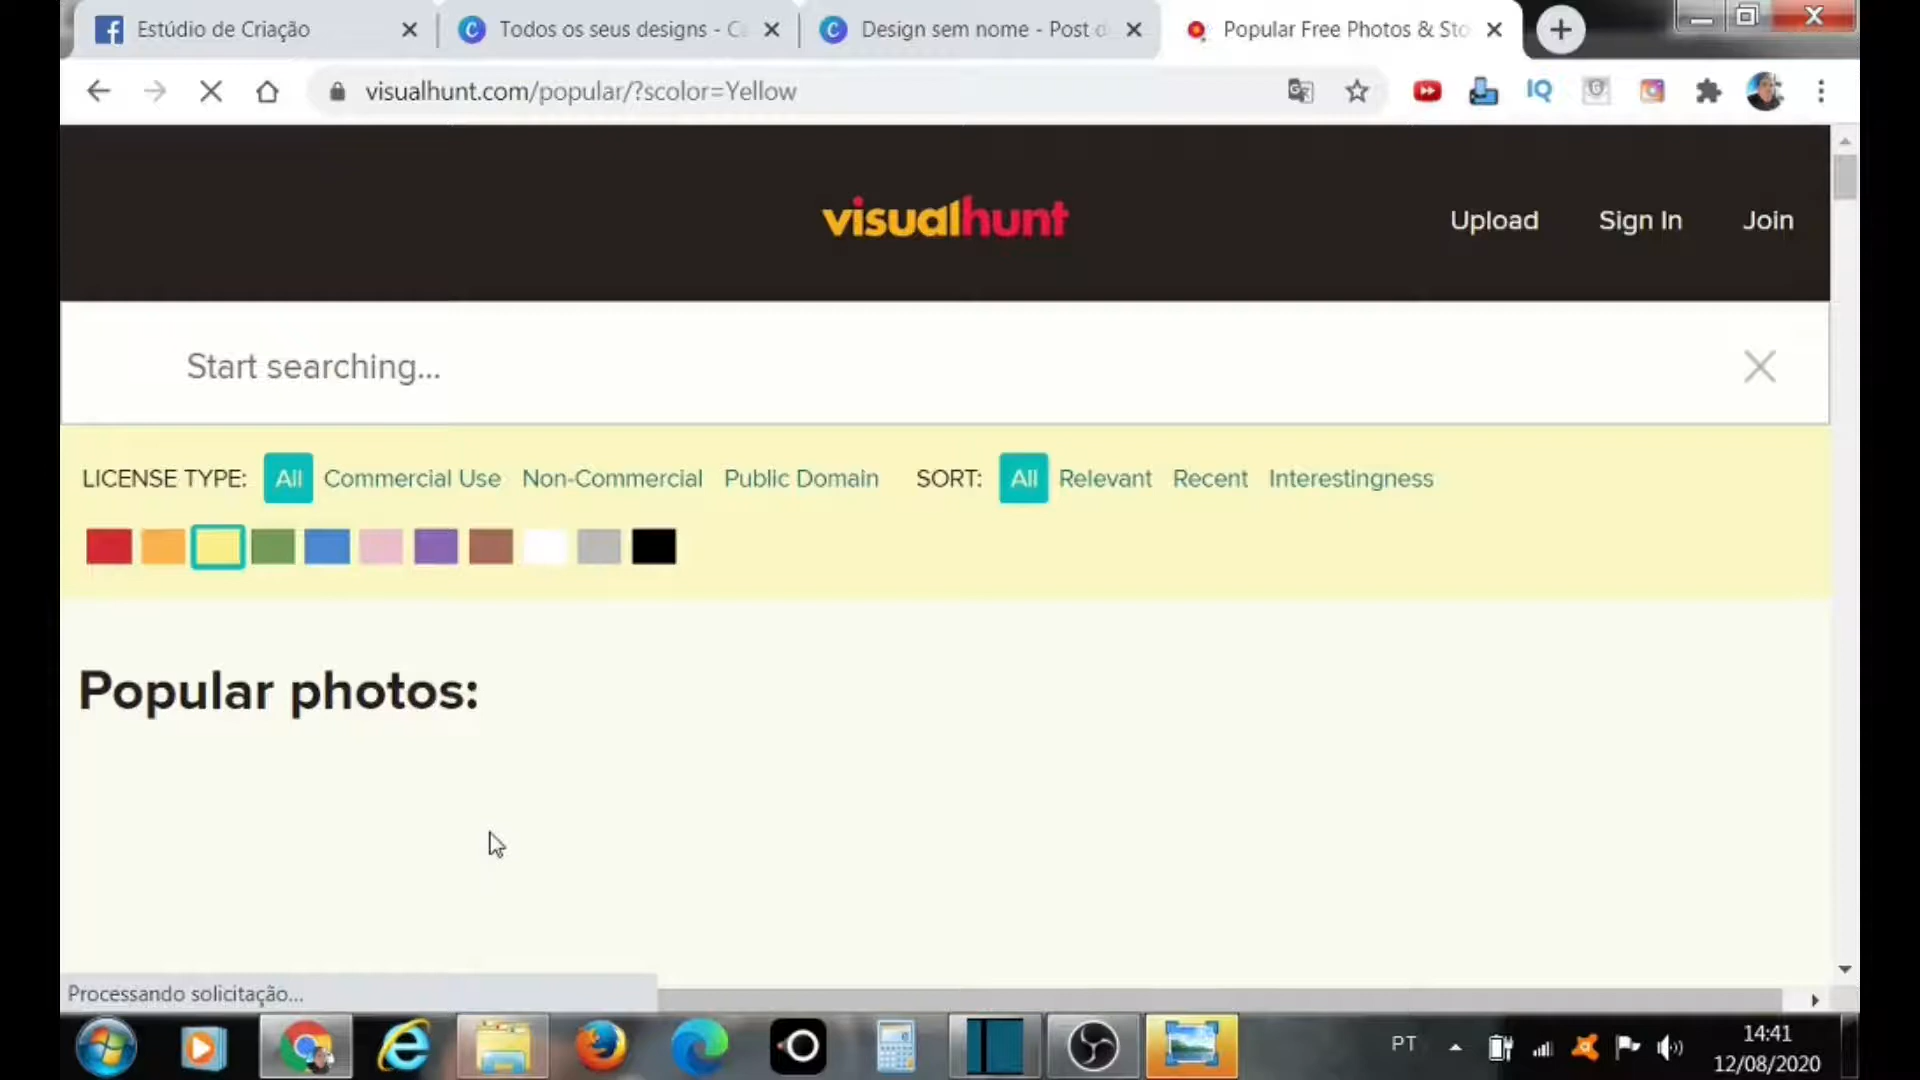 Estúdio de Criação
Todos os seus designs - Ca
Design sem nome - Post d
Popular Free Photos & Sto
visualhunt.com/popular/?scolor=Yellow
IQ
visualhunt
Upload
Sign In
Join
Start searching...
LICENSE TYPE: All Commercial Use Non-Commercial Public Domain SORT: All Relevant Recent Interestingness
Popular photos:
Processando solicitação...
PT
14:41
12/08/2020